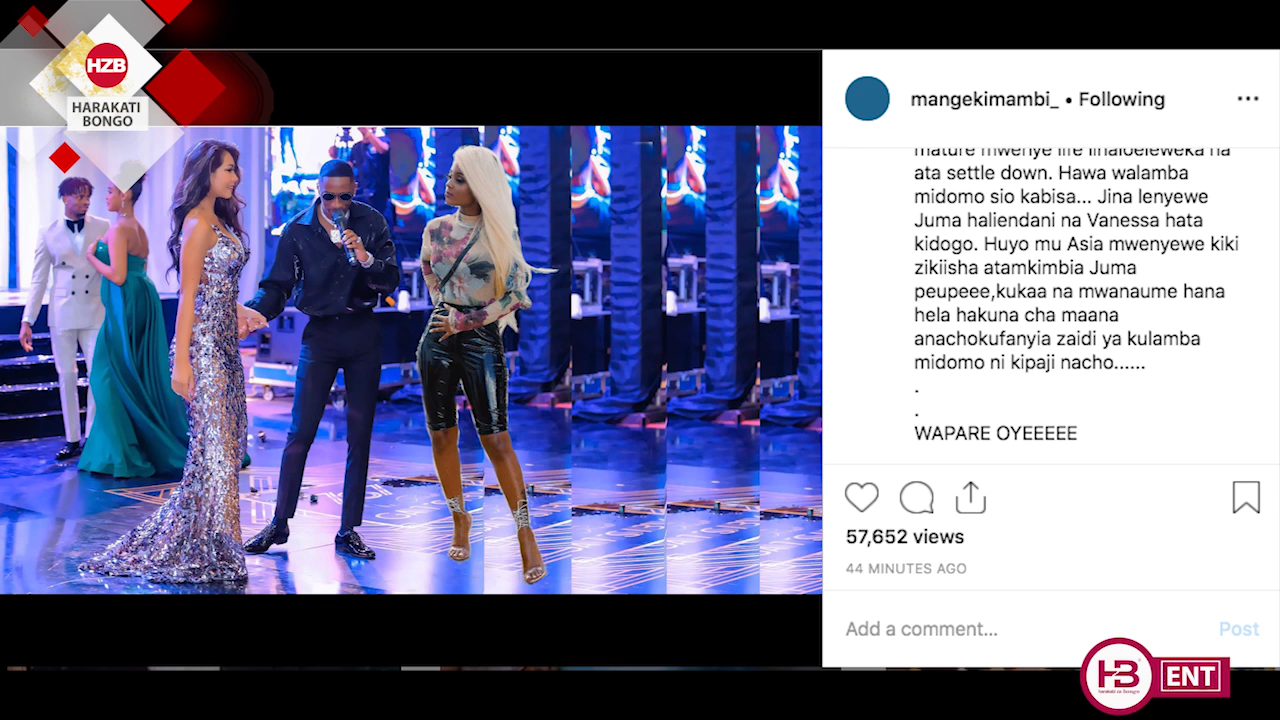 HZB
HARAKATI
BONGO
mangekimambi_ • Following
mature mwenye life linaloeleweka na
ata settle down. Hawa walamba
midomo sio kabisa... Jina lenyewe
Juma haliendani na Vanessa hata
kidogo. Huyo mu Asia mwenyewe kiki
zikiisha atamkimbia Juma
peupeee,kukaa na mwanaume hana
hela hakuna cha maana
anachokufanyia zaidi ya kulamba
midomo ni kipaji nacho......
.
.
WAPARE OYEEEEE
57,652 views
44 MINUTES AGO
Add a comment...
Post
HB
ENT